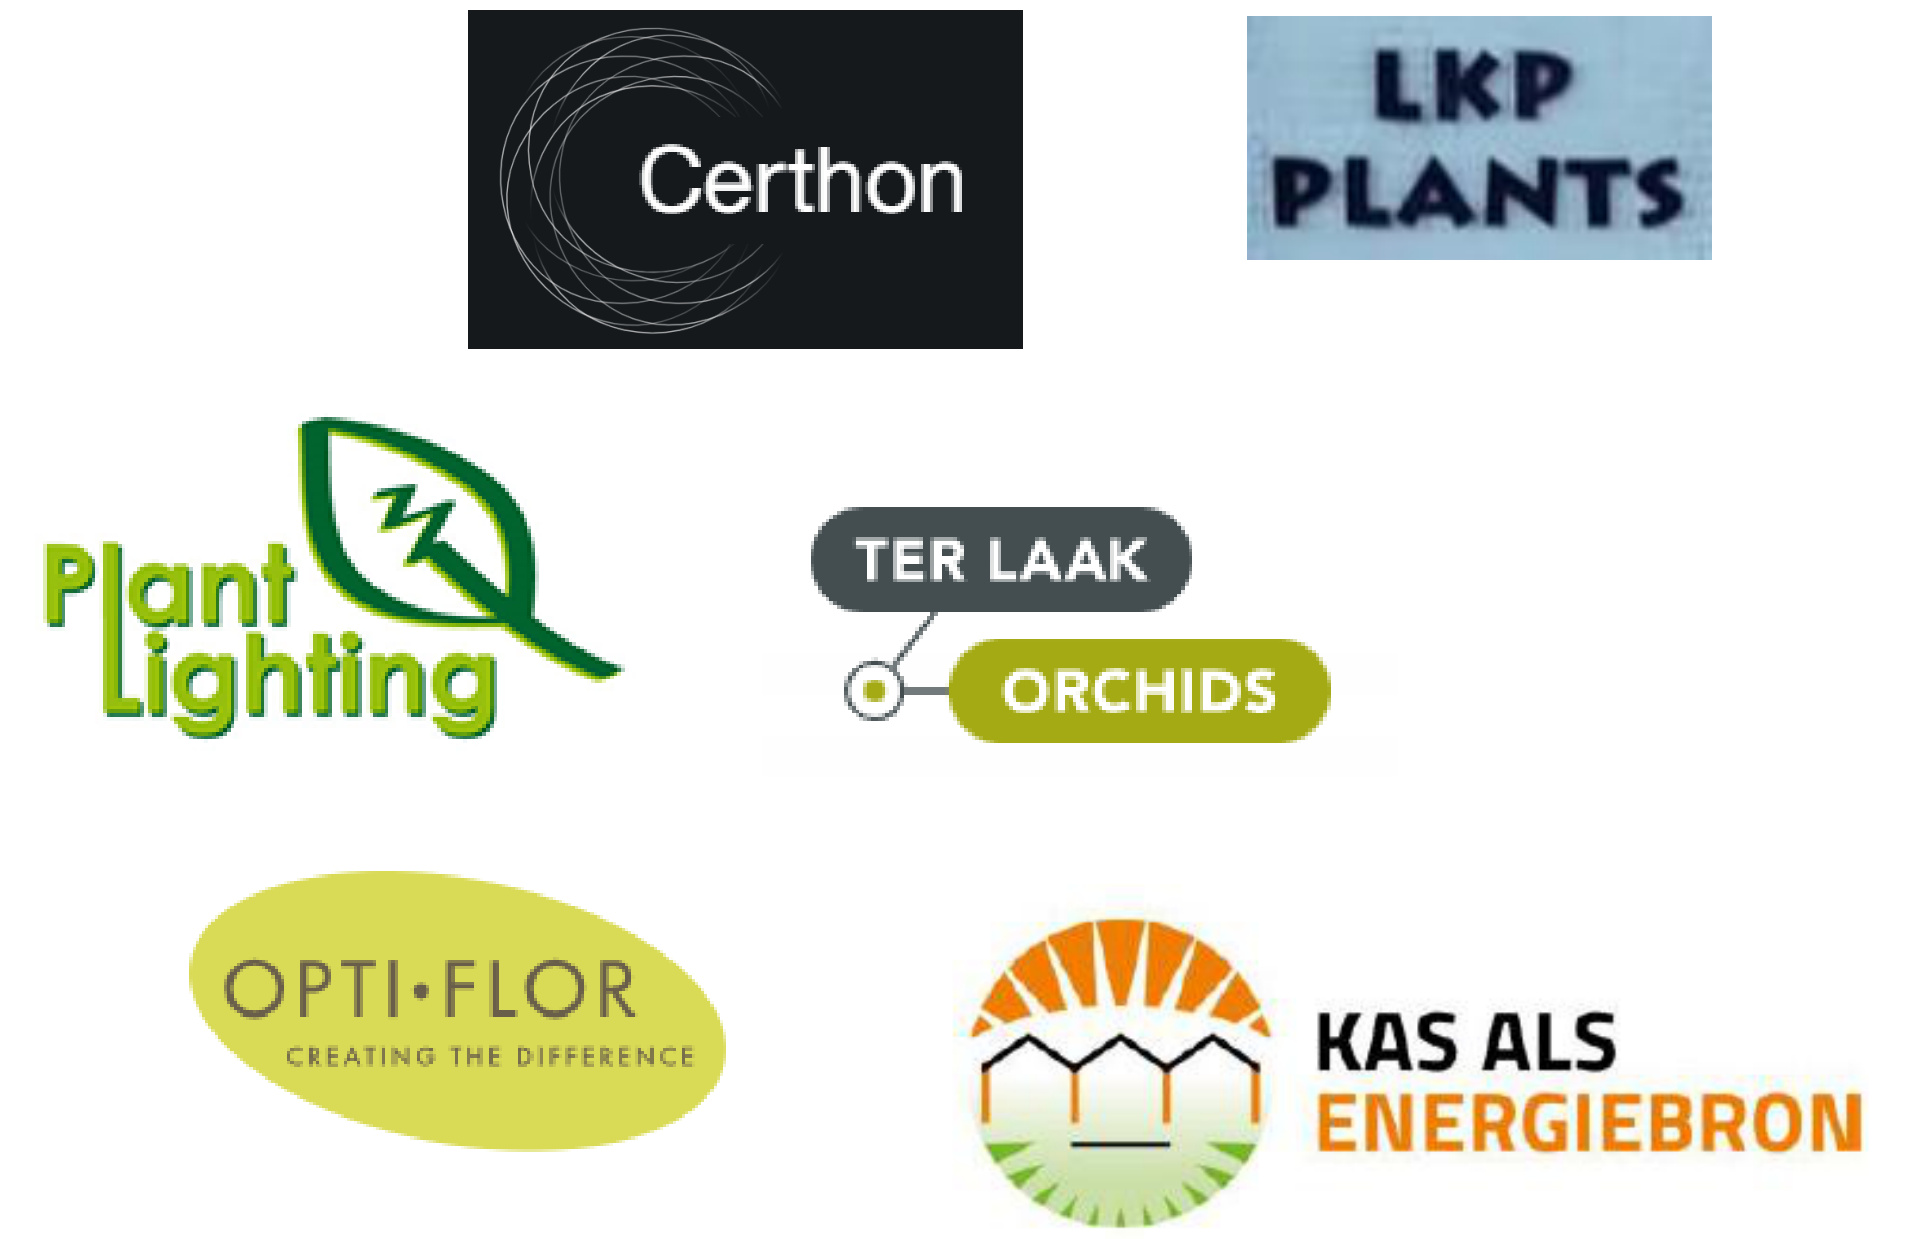 Certhon
LKP
PLANTS
Plant
Lighting
TER LAAK
ORCHIDS
OPTI•FLOR
CREATING THE DIFFERENCE
KAS ALS
ENERGIEBRON